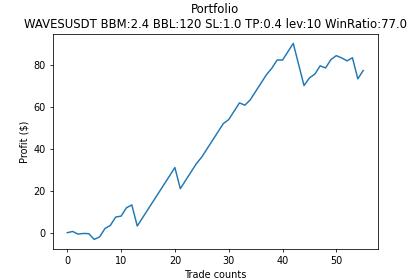 Portfolio
WAVESUSDT BBM:2.4 BBL:120 SL:1.0 TP:0.4 lev:10 WinRatio:77.0
80
60
40
20
0
Profit ($)
0 10 20 30 40 50
Trade counts